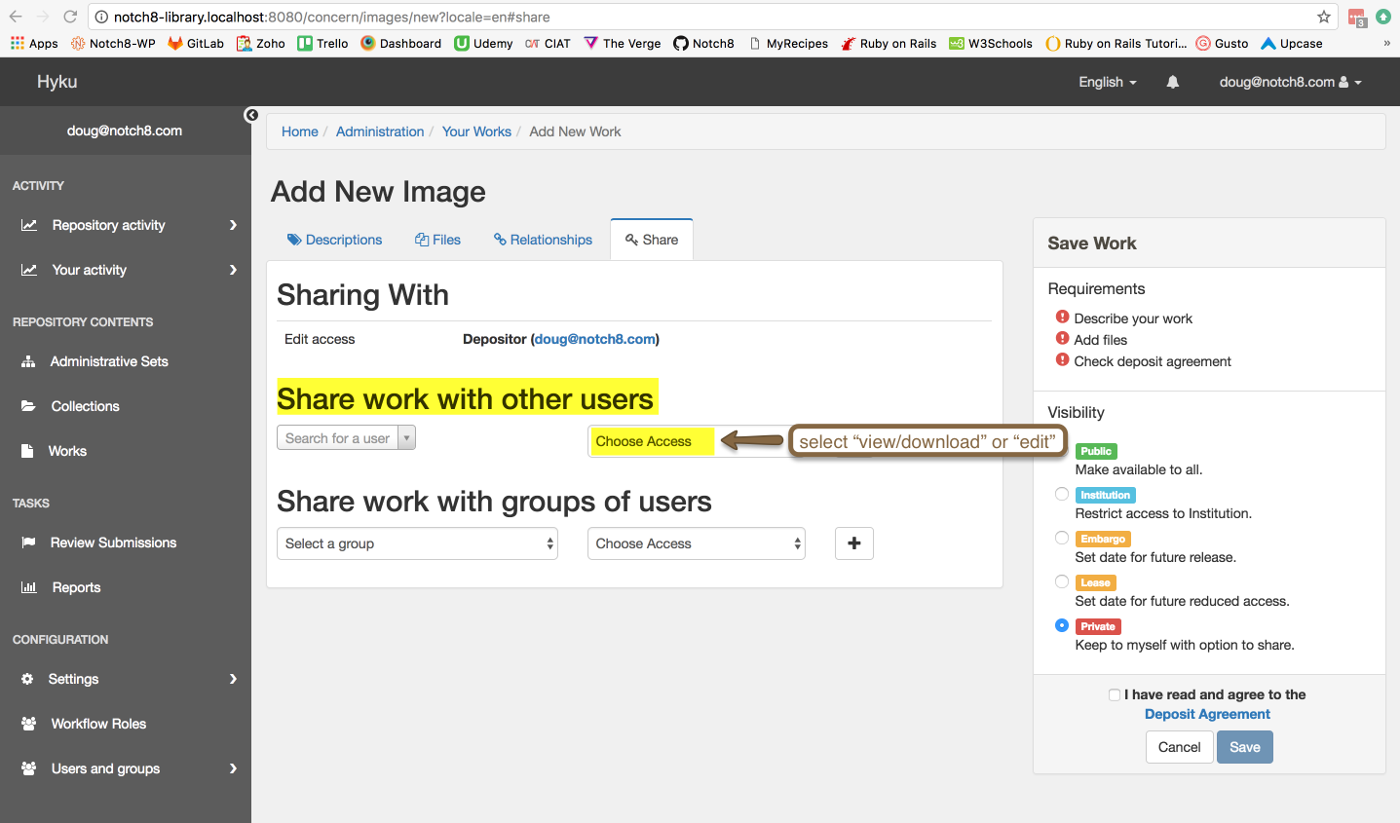 notch8-library.localhost:8080/concern/images/new?locale=en#share
3
Apps Notch8-WP GitLab Zoho Trello Dashboard Udemy CIAT The Verge Notch8 MyRecipes Ruby on Rails W3Schools Ruby on Rails Tutori... Gusto Upcase »
Hyku
English
doug@notch8.com
doug@notch8.com
ACTIVITY
Repository activity
Your activity
REPOSITORY CONTENTS
Administrative Sets
Collections
Works
TASKS
Review Submissions
Reports
CONFIGURATION
Settings
Workflow Roles
Users and groups
Home / Administration / Your Works / Add New Work
Add New Image
Descriptions Files Relationships Share
Sharing With
Edit access Depositor (doug@notch8.com)
Share work with other users
Search for a user Choose Access select “view/download” or “edit”
Share work with groups of users
Select a group Choose Access +
Save Work
Requirements
Describe your work
Add files
Check deposit agreement
Visibility
Public
Make available to all.
Institution
Restrict access to Institution.
Embargo
Set date for future release.
Lease
Set date for future reduced access.
Private
Keep to myself with option to share.
I have read and agree to the
Deposit Agreement
Cancel Save